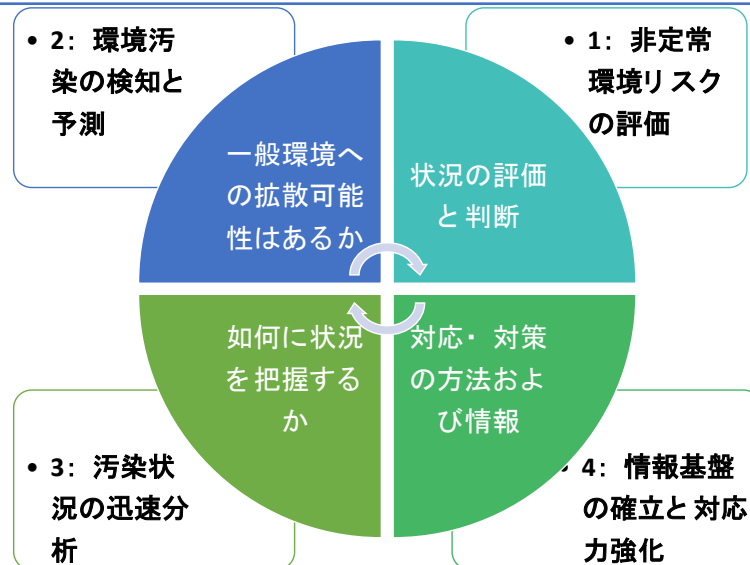 • 2: 環境汚
染の検知と
予測
• 1: 非定常
環境リスク
の評価
一般環境へ
の拡散可能
性はあるか
状況の評価
と判断
如何に状況
を把握する
か
対応・対策
の方法およ
び情報
• 3: 汚染状
況の迅速分
析
• 4: 情報基盤
の確立と対応
力強化